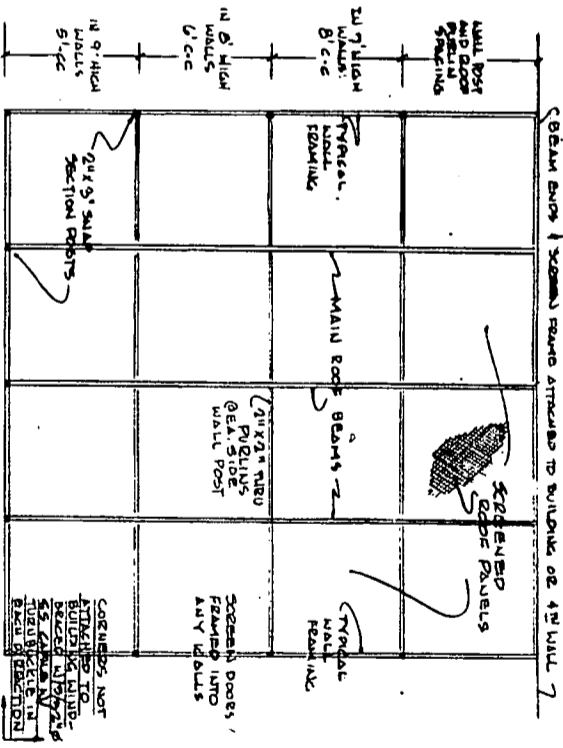 BEAM ENDS & SCREEN FRAME ATTACHED TO BUILDING OR 4TH WALL
WALL POST
AND ROOF
PURLIN
SPACING
IN 7' HIGH
WALLS:
8' C-C
IN 8' HIGH
WALLS
6' C-C
IN 9' HIGH
WALLS
5'-CC
TYPICAL
WALL
FRAMING
2"x3" SNAP
SECTION POSTS
MAIN ROOF BEAMS
SCREENED
ROOF PANELS
2"x2" THRU
PURLINS
@EA. SIDE
WALL POST
TYPICAL
WALL
FRAMING
SCREEN DOORS
FRAMED INTO
ANY WALLS
CORNERS NOT
ATTACHED TO
BUILDING WIND-
BRACED W/3/32"ø
S.S. CABLE &
TURNBUCKLE IN
EACH DIRECTION